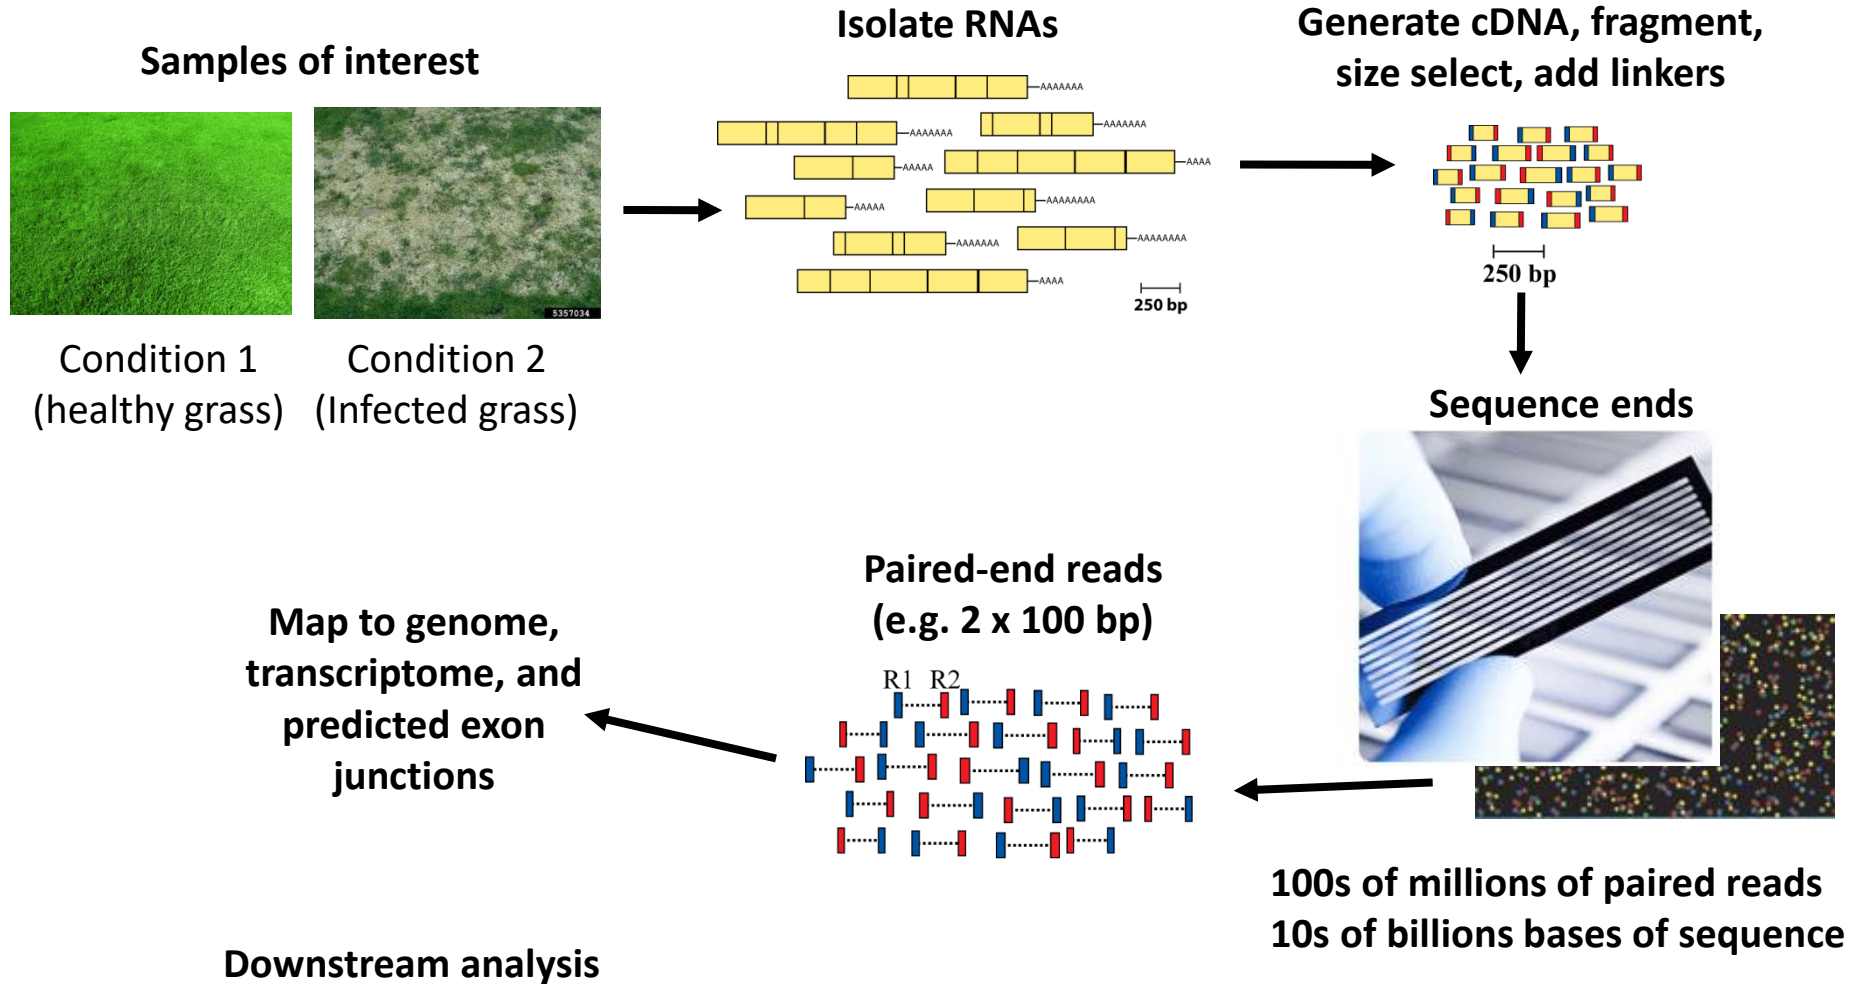 Samples of interest
Condition 1
(healthy grass)
5357034
Condition 2
(Infected grass)
Isolate RNAs
AAAAAAA
AAAAAAA
AAAAAAA
AAAAA
AAAA
AAAAA
AAAAAAAA
AAAAAAA
AAAAAAAA
AAAA
250 bp
Generate cDNA, fragment,
size select, add linkers
250 bp
Sequence ends
100s of millions of paired reads
10s of billions bases of sequence
Paired-end reads
(e.g. 2 x 100 bp)
R1 R2
Map to genome,
transcriptome, and
predicted exon
junctions
Downstream analysis